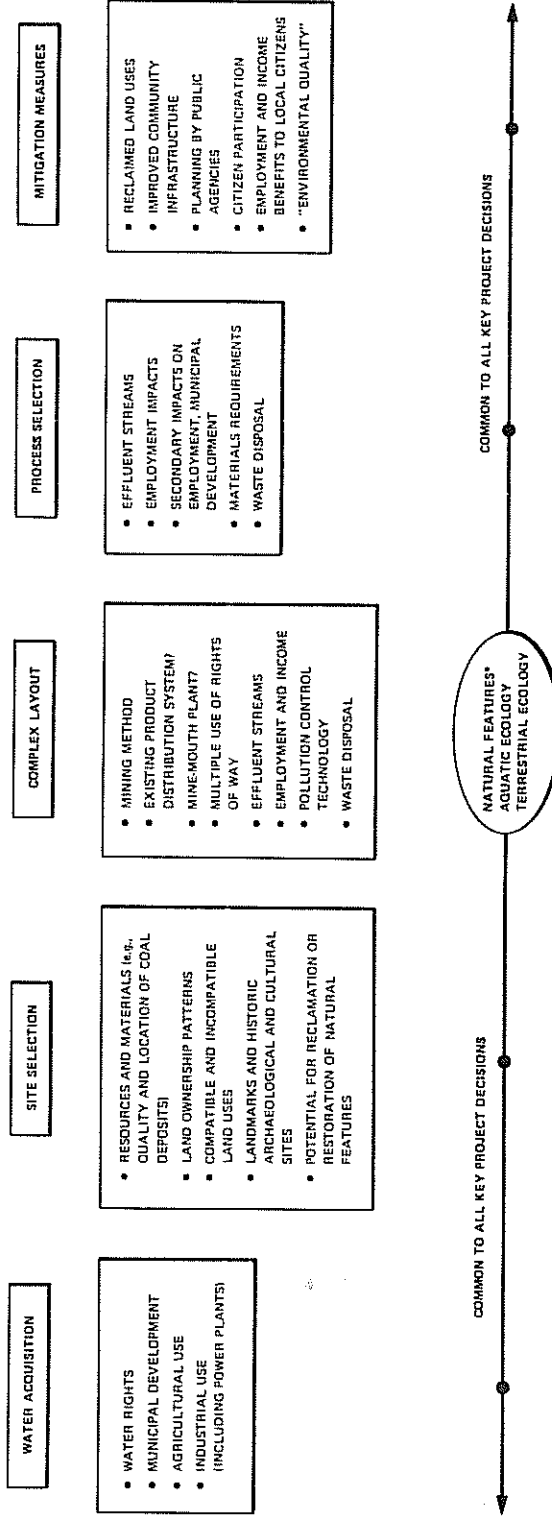 WATER ACQUISITION
• WATER RIGHTS
• MUNICIPAL DEVELOPMENT
• AGRICULTURAL USE
• INDUSTRIAL USE
(INCLUDING POWER PLANTS)
SITE SELECTION
• RESOURCES AND MATERIALS (e.g.,
QUALITY AND LOCATION OF COAL
DEPOSITS)
• LAND OWNERSHIP PATTERNS
• COMPATIBLE AND INCOMPATIBLE
LAND USES
• LANDMARKS AND HISTORIC
ARCHAEOLOGICAL AND CULTURAL
SITES
• POTENTIAL FOR RECLAMATION OR
RESTORATION OF NATURAL
FEATURES
COMPLEX LAYOUT
• MINING METHOD
• EXISTING PRODUCT
DISTRIBUTION SYSTEM?
• MINE-MOUTH PLANT?
• MULTIPLE USE OF RIGHTS
OF WAY
• EFFLUENT STREAMS
• EMPLOYMENT AND INCOME
• POLLUTION CONTROL
TECHNOLOGY
• WASTE DISPOSAL
PROCESS SELECTION
• EFFLUENT STREAMS
• EMPLOYMENT IMPACTS
• SECONDARY IMPACTS ON
EMPLOYMENT, MUNICIPAL
DEVELOPMENT
• MATERIALS REQUIREMENTS
• WASTE DISPOSAL
MITIGATION MEASURES
• RECLAIMED LAND USES
• IMPROVED COMMUNITY
INFRASTRUCTURE
• PLANNING BY PUBLIC
AGENCIES
• CITIZEN PARTICIPATION
• EMPLOYMENT AND INCOME
BENEFITS TO LOCAL CITIZENS
• "ENVIRONMENTAL QUALITY"
COMMON TO ALL KEY PROJECT DECISIONS
NATURAL FEATURES*
AQUATIC ECOLOGY
TERRESTRIAL ECOLOGY
COMMON TO ALL KEY PROJECT DECISIONS